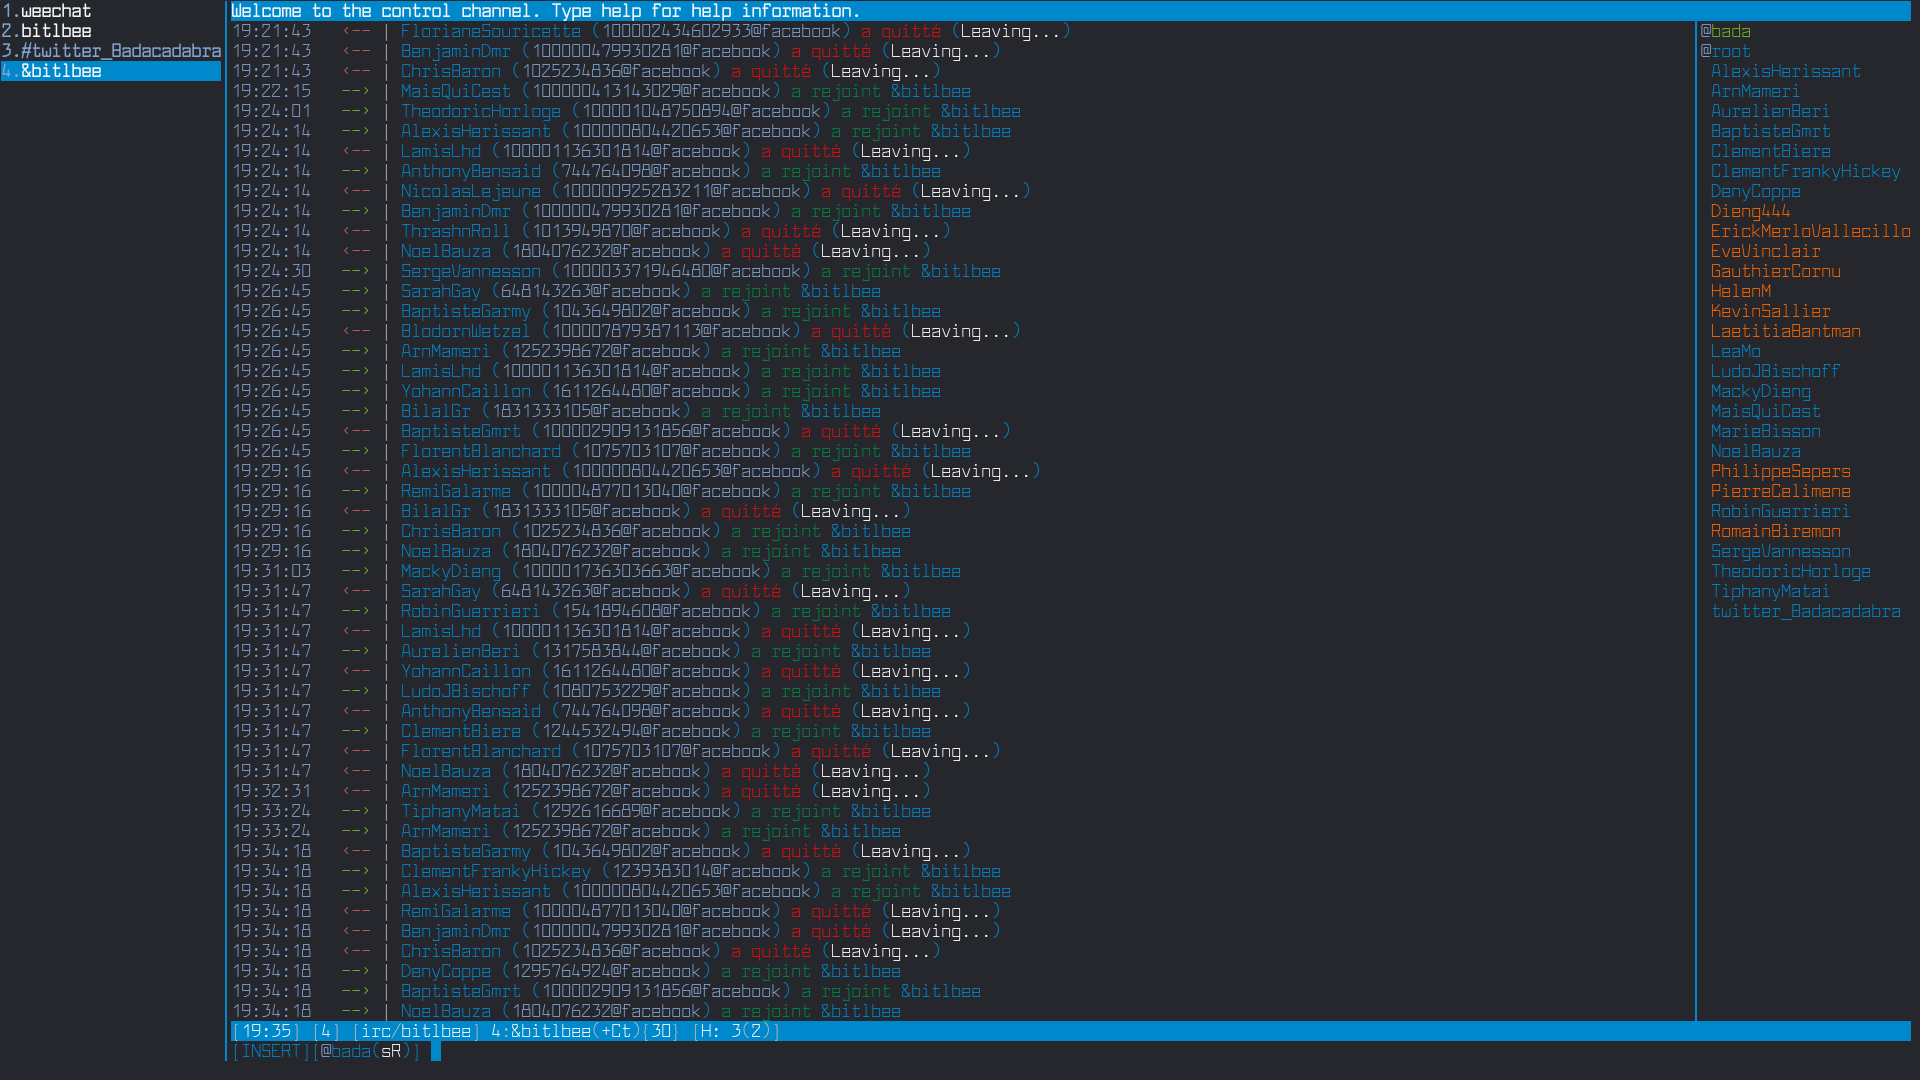 1.weechat
2.bitlbee
3.#twitter_Badacadabra
4.&bitlbee
Welcome to the control channel. Type help for help information.
19:21:43 <-- | FlorianeSouricette (100002434602933@facebook) a quitté (Leaving...)
19:21:43 <-- | BenjaminDmr (100000479930281@facebook) a quitté (Leaving...)
19:21:43 <-- | ChrisBaron (1025234836@facebook) a quitté (Leaving...)
19:22:15 --> | MaisQuiCest (100000413143029@facebook) a rejoint &bitlbee
19:24:01 --> | TheodoricHorloge (100001048750894@facebook) a rejoint &bitlbee
19:24:14 --> | AlexisHerissant (100000804420653@facebook) a rejoint &bitlbee
19:24:14 <-- | LamisLhd (100001136301814@facebook) a quitté (Leaving...)
19:24:14 --> | AnthonyBensaid (744764098@facebook) a rejoint &bitlbee
19:24:14 <-- | NicolasLejeune (100000925283211@facebook) a quitté (Leaving...)
19:24:14 --> | BenjaminDmr (100000479930281@facebook) a rejoint &bitlbee
19:24:14 <-- | ThrashnRoll (1013949870@facebook) a quitté (Leaving...)
19:24:14 <-- | NoelBauza (1804076232@facebook) a quitté (Leaving...)
19:24:30 --> | SergeVannesson (100003371946480@facebook) a rejoint &bitlbee
19:26:45 --> | SarahGay (648143263@facebook) a rejoint &bitlbee
19:26:45 --> | BaptisteGarmy (1043649802@facebook) a rejoint &bitlbee
19:26:45 <-- | BlodornWetzel (100007879387113@facebook) a quitté (Leaving...)
19:26:45 --> | ArnMameri (1252398672@facebook) a rejoint &bitlbee
19:26:45 --> | LamisLhd (100001136301814@facebook) a rejoint &bitlbee
19:26:45 --> | YohannCaillon (1611264480@facebook) a rejoint &bitlbee
19:26:45 --> | BilalGr (1831333105@facebook) a rejoint &bitlbee
19:26:45 <-- | BaptisteGmrt (100002909131856@facebook) a quitté (Leaving...)
19:26:45 --> | FlorentBlanchard (1075703107@facebook) a rejoint &bitlbee
19:29:16 <-- | AlexisHerissant (100000804420653@facebook) a quitté (Leaving...)
19:29:16 --> | RemiGalarme (100004877013040@facebook) a rejoint &bitlbee
19:29:16 <-- | BilalGr (1831333105@facebook) a quitté (Leaving...)
19:29:16 --> | ChrisBaron (1025234836@facebook) a rejoint &bitlbee
19:29:16 --> | NoelBauza (1804076232@facebook) a rejoint &bitlbee
19:31:03 --> | MackyDieng (100001736303663@facebook) a rejoint &bitlbee
19:31:47 <-- | SarahGay (648143263@facebook) a quitté (Leaving...)
19:31:47 --> | RobinGuerrieri (1541894608@facebook) a rejoint &bitlbee
19:31:47 <-- | LamisLhd (100001136301814@facebook) a quitté (Leaving...)
19:31:47 --> | AurelienBeri (1317583844@facebook) a rejoint &bitlbee
19:31:47 <-- | YohannCaillon (1611264480@facebook) a quitté (Leaving...)
19:31:47 --> | LudoJBischoff (1080753229@facebook) a rejoint &bitlbee
19:31:47 <-- | AnthonyBensaid (744764098@facebook) a quitté (Leaving...)
19:31:47 --> | ClementBiere (1244532494@facebook) a rejoint &bitlbee
19:31:47 <-- | FlorentBlanchard (1075703107@facebook) a quitté (Leaving...)
19:31:47 <-- | NoelBauza (1804076232@facebook) a quitté (Leaving...)
19:32:31 <-- | ArnMameri (1252398672@facebook) a quitté (Leaving...)
19:33:24 --> | TiphanyMatai (1292616689@facebook) a rejoint &bitlbee
19:33:24 --> | ArnMameri (1252398672@facebook) a rejoint &bitlbee
19:34:18 <-- | BaptisteGarmy (1043649802@facebook) a quitté (Leaving...)
19:34:18 --> | ClementFrankyHickey (1239383014@facebook) a rejoint &bitlbee
19:34:18 --> | AlexisHerissant (100000804420653@facebook) a rejoint &bitlbee
19:34:18 <-- | RemiGalarme (100004877013040@facebook) a quitté (Leaving...)
19:34:18 <-- | BenjaminDmr (100000479930281@facebook) a quitté (Leaving...)
19:34:18 <-- | ChrisBaron (1025234836@facebook) a quitté (Leaving...)
19:34:18 --> | DenyCoppe (1295764924@facebook) a rejoint &bitlbee
19:34:18 --> | BaptisteGmrt (100002909131856@facebook) a rejoint &bitlbee
19:34:18 --> | NoelBauza (1804076232@facebook) a rejoint &bitlbee
[19:35] [4] [irc/bitlbee] 4:&bitlbee(+Ct){30} [H: 3(2)]
[INSERT][@bada(sR)]
@bada
@root
AlexisHerissant
ArnMameri
AurelienBeri
BaptisteGmrt
ClementBiere
ClementFrankyHickey
DenyCoppe
Dieng444
ErickMerloVallecillo
EveVinclair
GauthierCornu
HelenM
KevinSallier
LaetitiaBantman
LeaMo
LudoJBischoff
MackyDieng
MaisQuiCest
MarieBisson
NoelBauza
PhilippeSepers
PierreCelimene
RobinGuerrieri
RomainBiremon
SergeVannesson
TheodoricHorloge
TiphanyMatai
twitter_Badacadabra